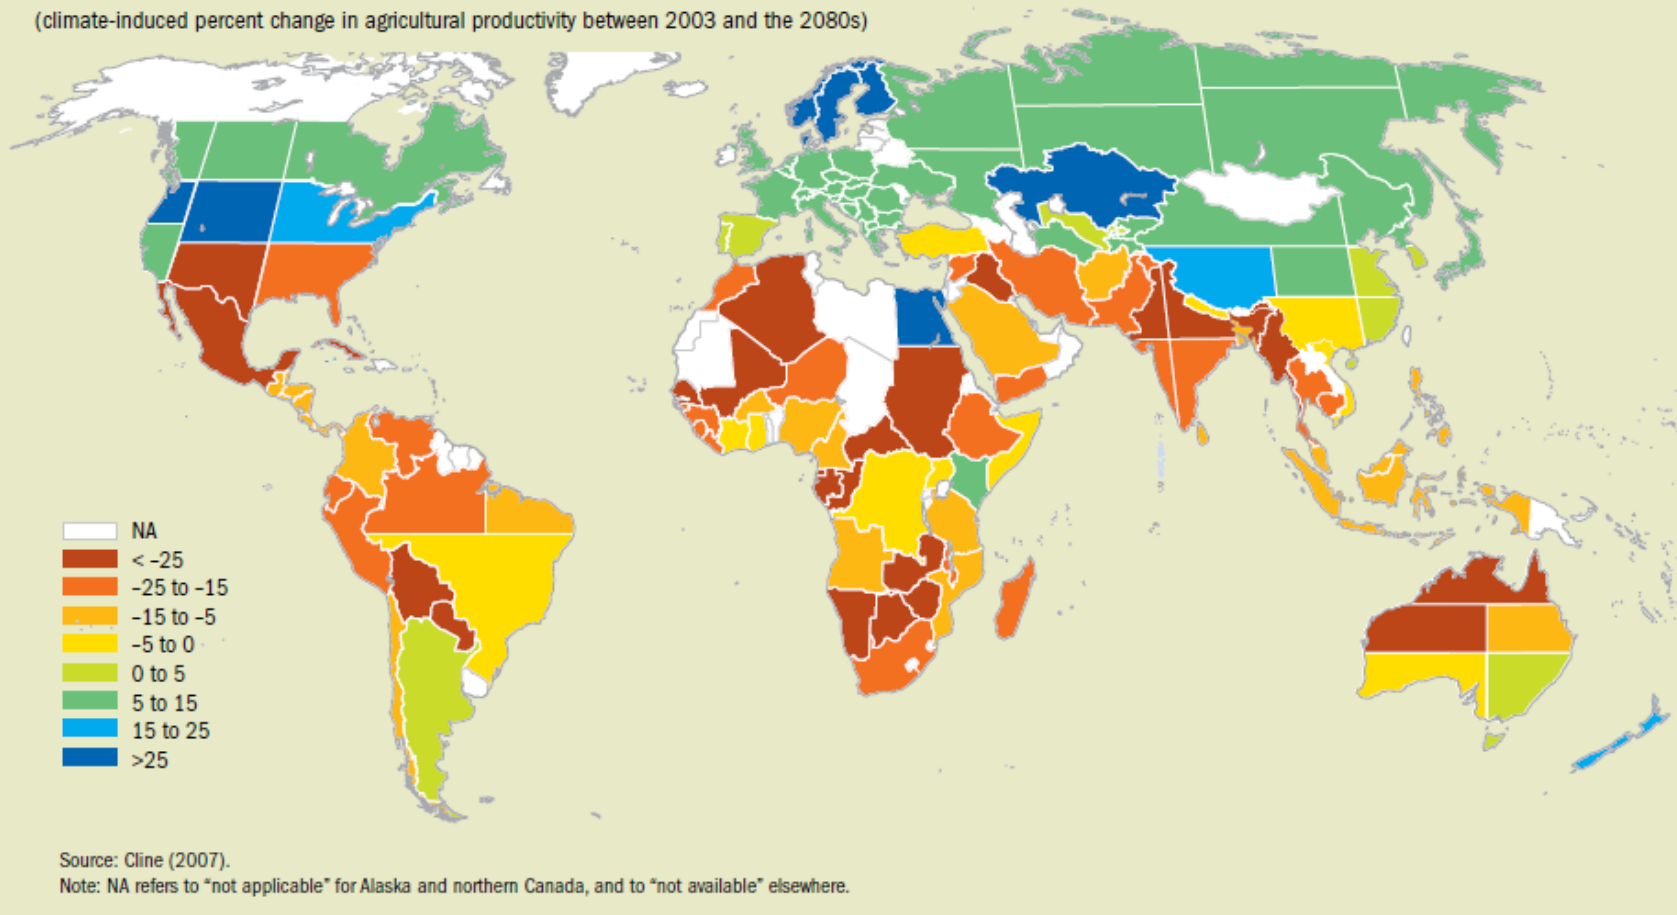 (climate-induced percent change in agricultural productivity between 2003 and the 2080s)
NA
< –25
–25 to –15
–15 to –5
–5 to 0
0 to 5
5 to 15
15 to 25
>25
Source: Cline (2007).
Note: NA refers to “not applicable” for Alaska and northern Canada, and to “not available” elsewhere.